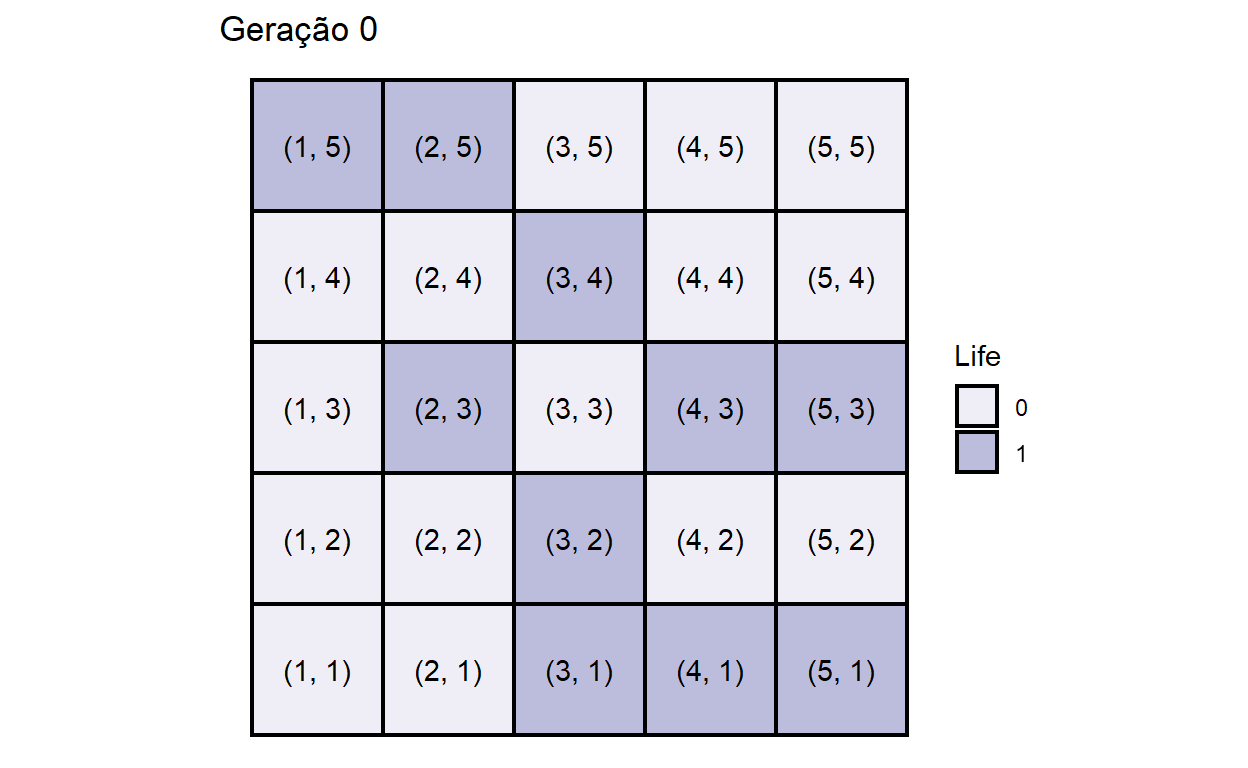 Geração 0
(1, 5) (2, 5) (3, 5) (4, 5) (5, 5)
(1, 4) (2, 4) (3, 4) (4, 4) (5, 4)
(1, 3) (2, 3) (3, 3) (4, 3) (5, 3)
(1, 2) (2, 2) (3, 2) (4, 2) (5, 2)
(1, 1) (2, 1) (3, 1) (4, 1) (5, 1)
Life
0
1